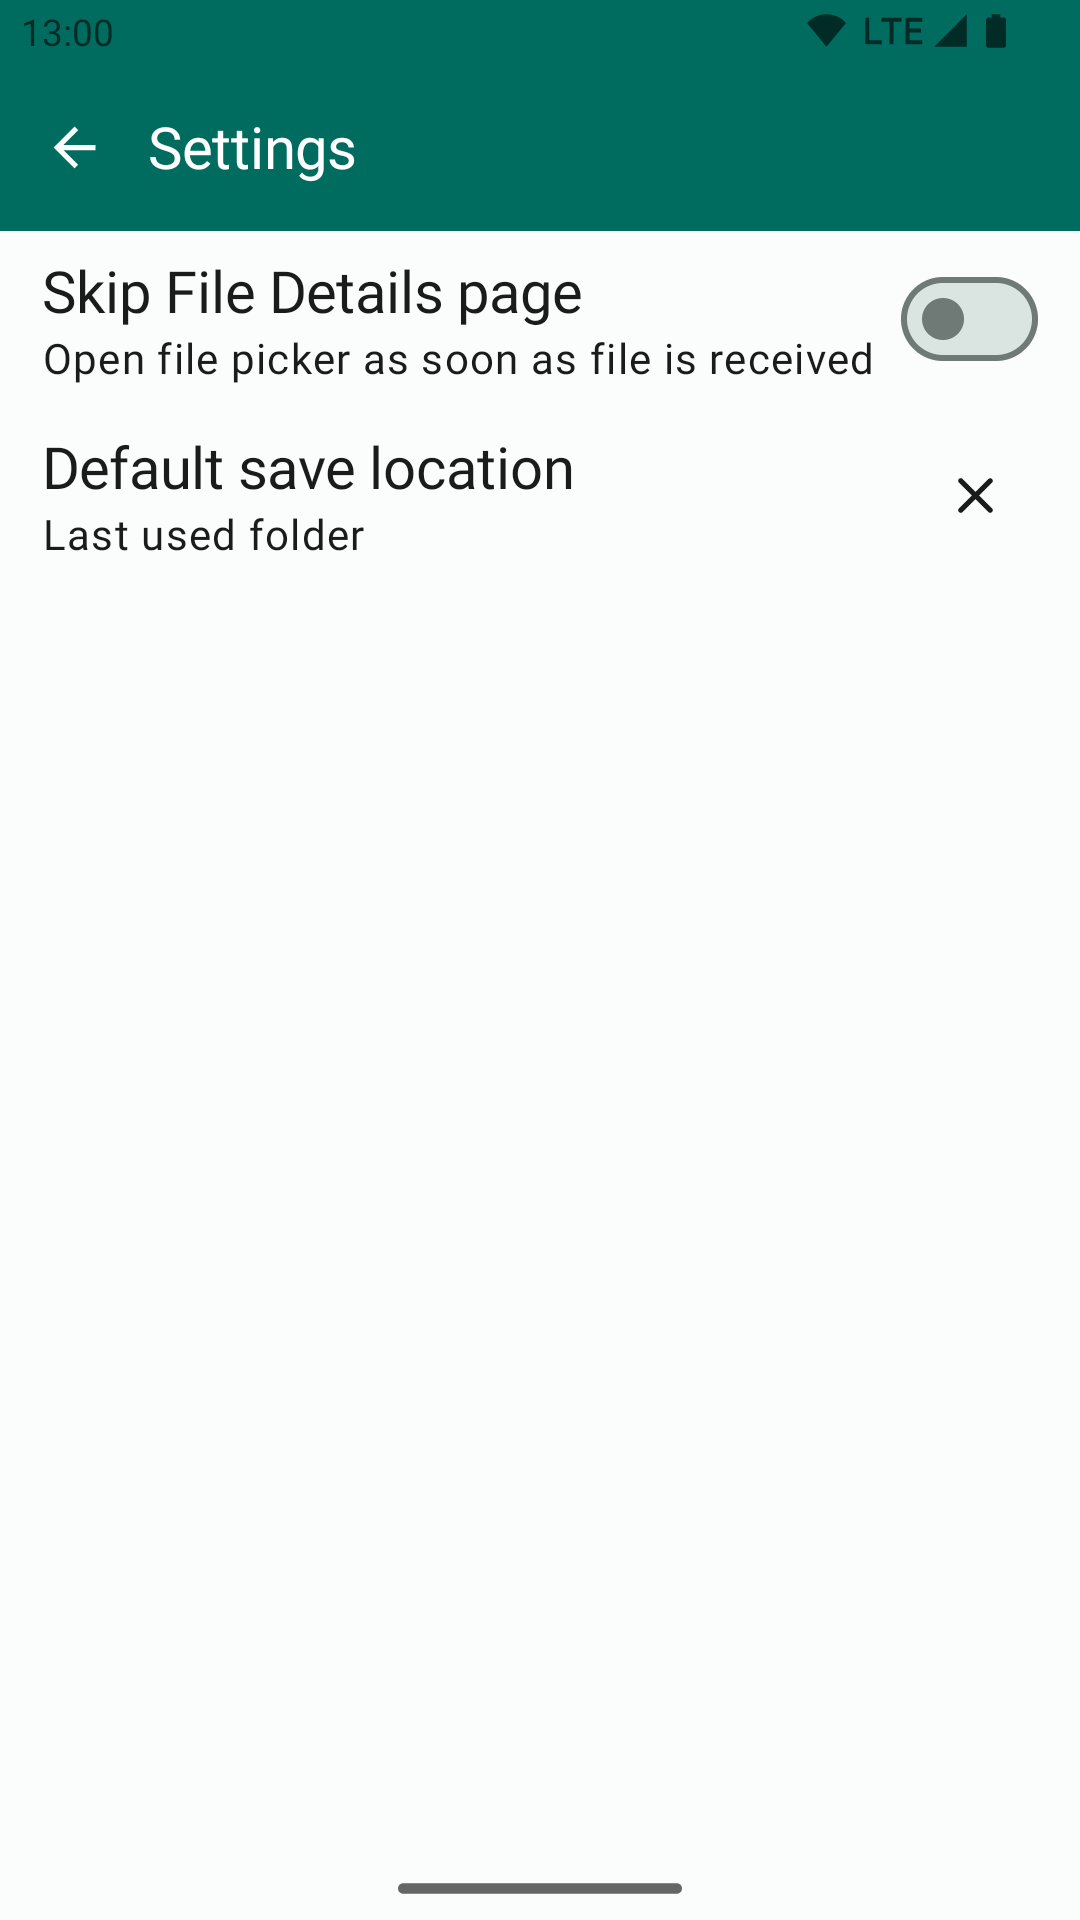 13:00
LTE
Settings
Skip File Details page
Open file picker as soon as file is received
Default save location
Last used folder